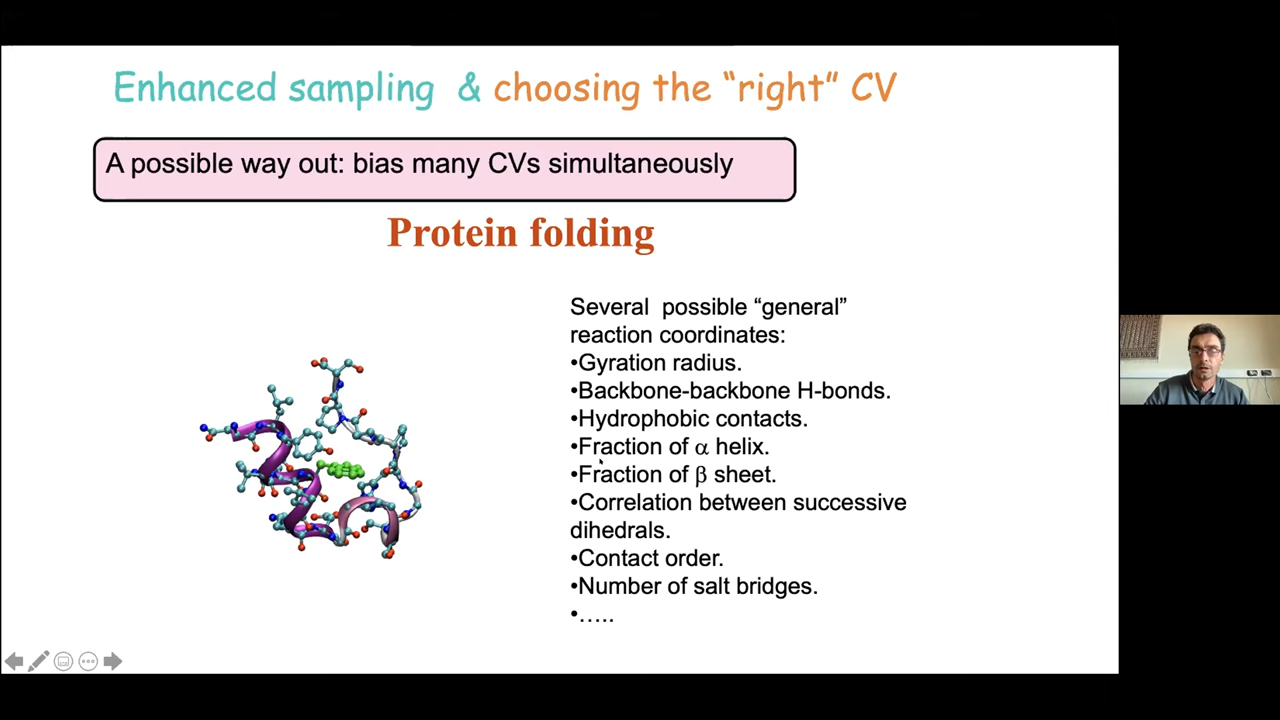 Enhanced sampling & choosing the “right” CV
A possible way out: bias many CVs simultaneously
Protein folding
Several possible “general”
reaction coordinates:
•Gyration radius.
•Backbone-backbone H-bonds.
•Hydrophobic contacts.
•Fraction of α helix.
•Fraction of β sheet.
•Correlation between successive
dihedrals.
•Contact order.
•Number of salt bridges.
•…..